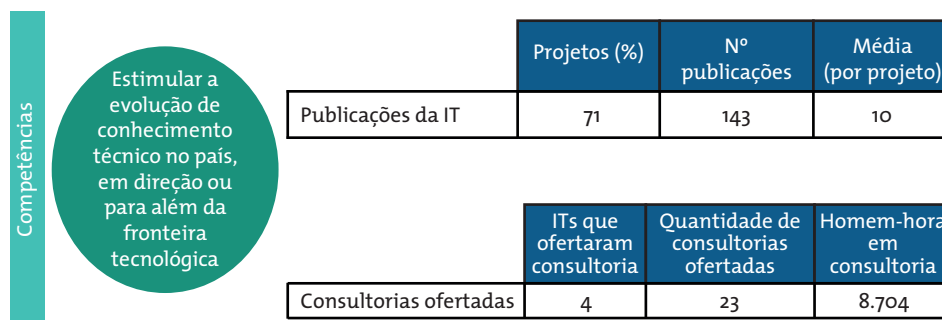 Competências
Estimular a
evolução de
conhecimento
técnico no país,
em direção ou
para além da
fronteira
tecnológica
Projetos (%)
Nº
publicações
Média
(por projeto)
Publicações da IT
71
143
10
ITs que
ofertaram
consultoria
Quantidade de
consultorias
ofertadas
Homem-hora
em
consultoria
Consultorias ofertadas
4
23
8.704